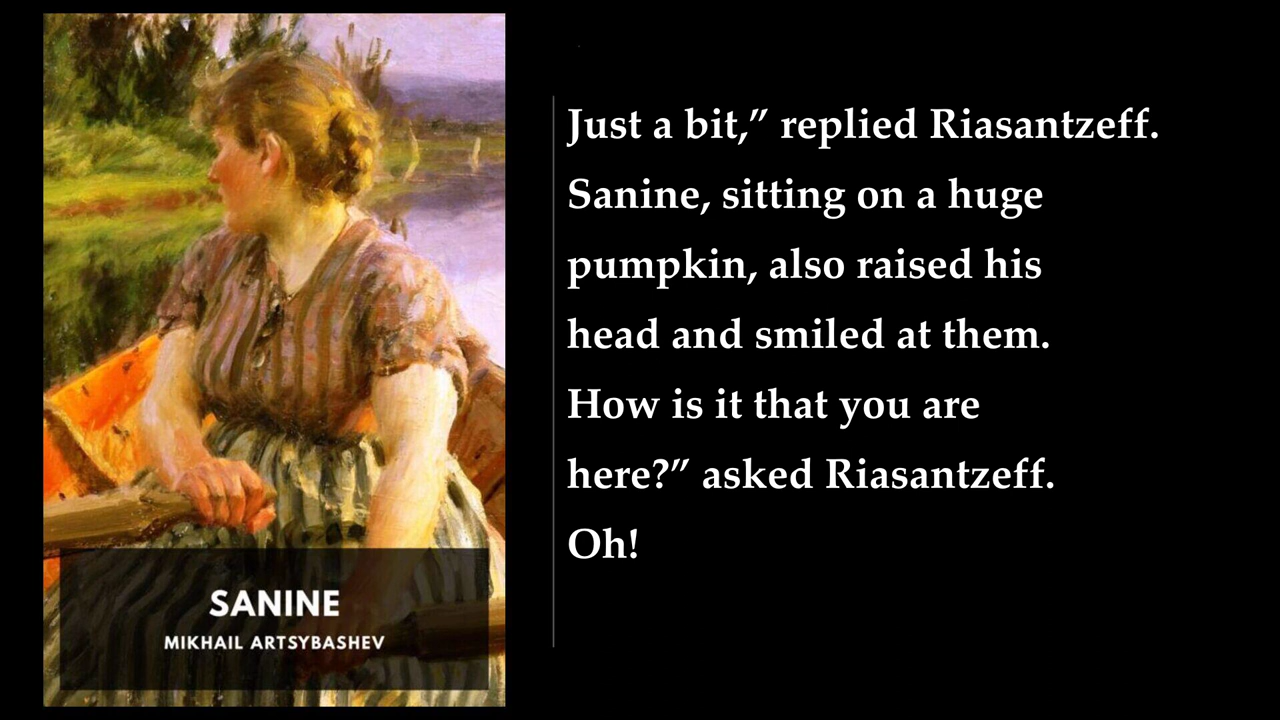 SANINE
MIKHAIL ARTSYBASHEV
Just a bit,” replied Riasantzeff.
Sanine, sitting on a huge
pumpkin, also raised his
head and smiled at them.
How is it that you are
here?” asked Riasantzeff.
Oh!